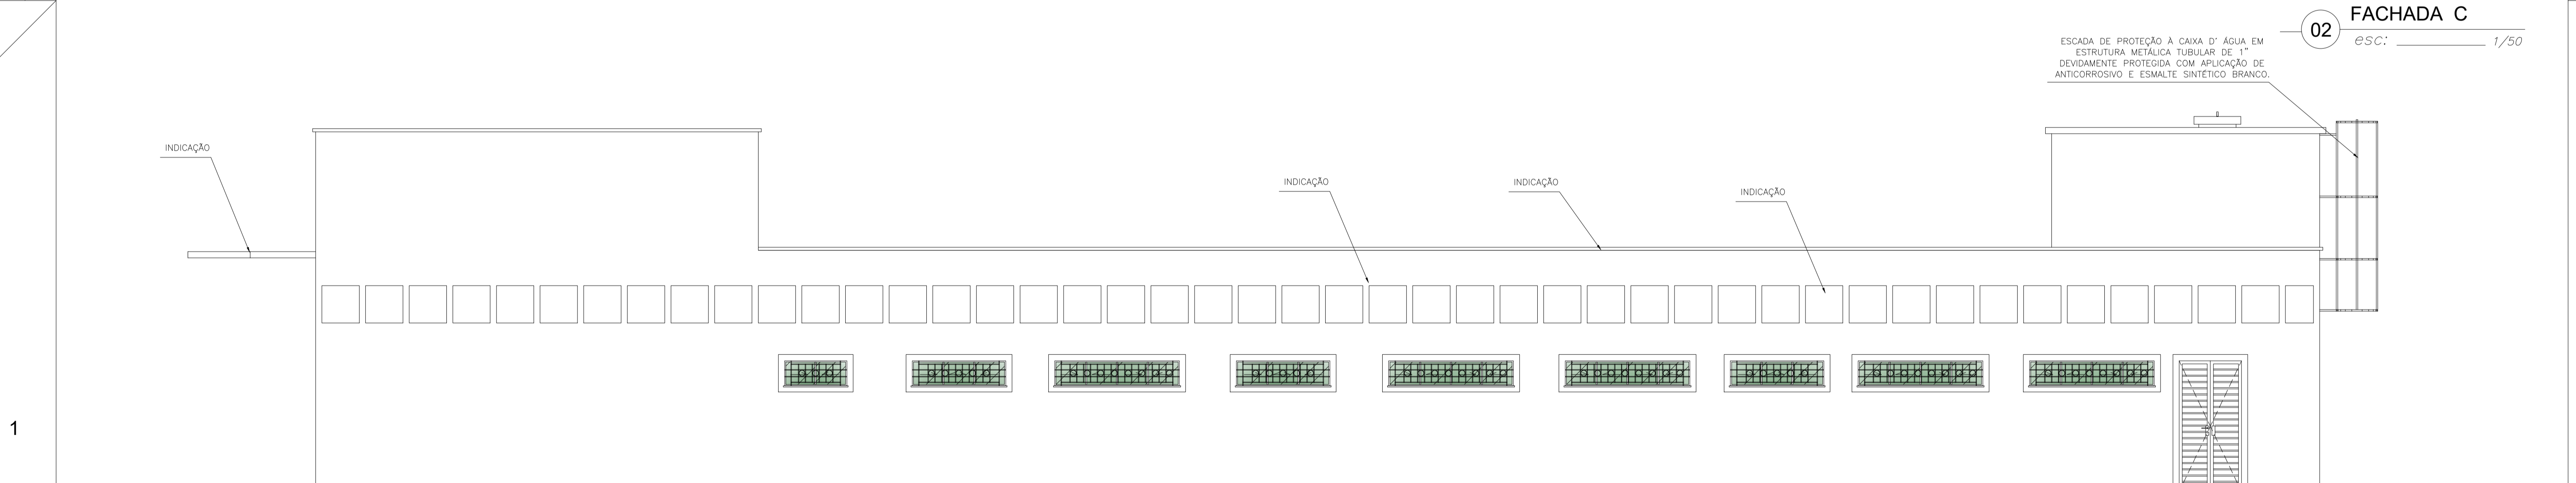 FACHADA C
02
esc: 1/50
ESCADA DE PROTEÇÃO À CAIXA D' ÁGUA EM
ESTRUTURA METÁLICA TUBULAR DE 1"
DEVIDAMENTE PROTEGIDA COM APLICAÇÃO DE
ANTICORROSIVO E ESMALTE SINTÉTICO BRANCO.
INDICAÇÃO
INDICAÇÃO
INDICAÇÃO
INDICAÇÃO
1